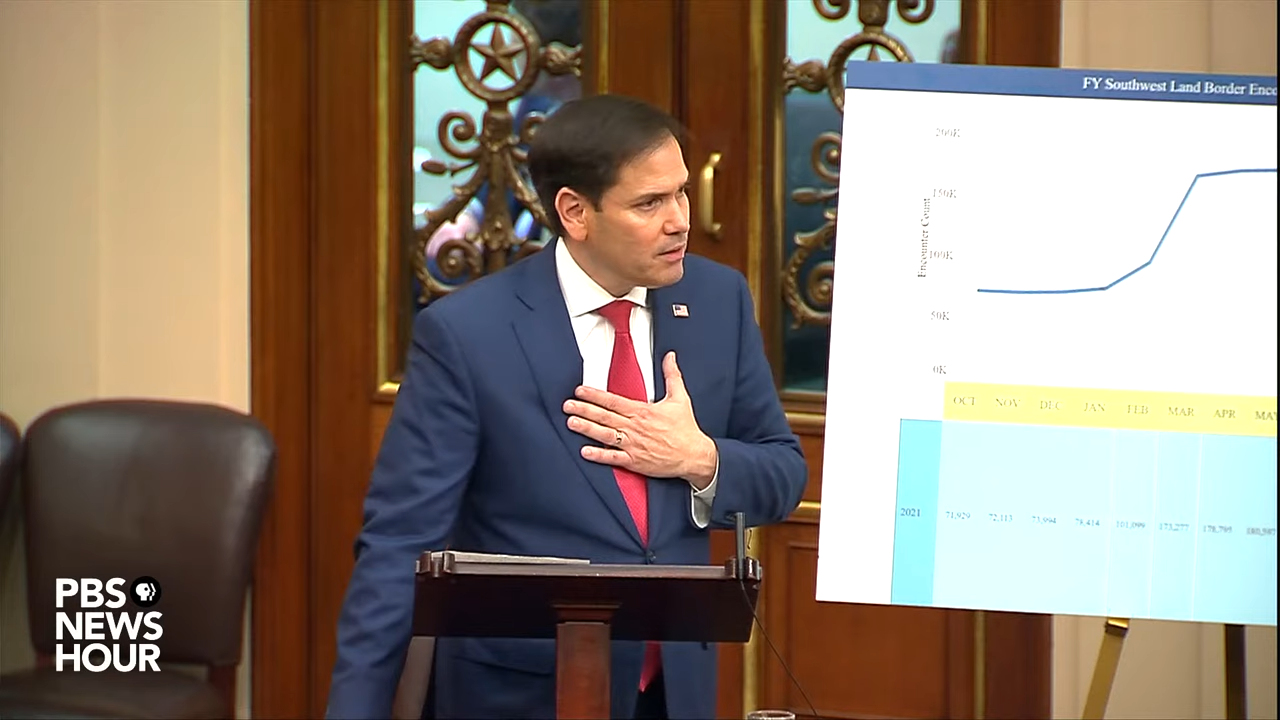 FY Southwest Land Border Enco
200K
150K
100K
50K
0K
Encounter Count
OCT NOV DEC JAN FEB MAR APR MAY
2021 71,929 72,113 73,994 78,414 101,099 173,277 178,795 180,597
PBS
NEWS
HOUR